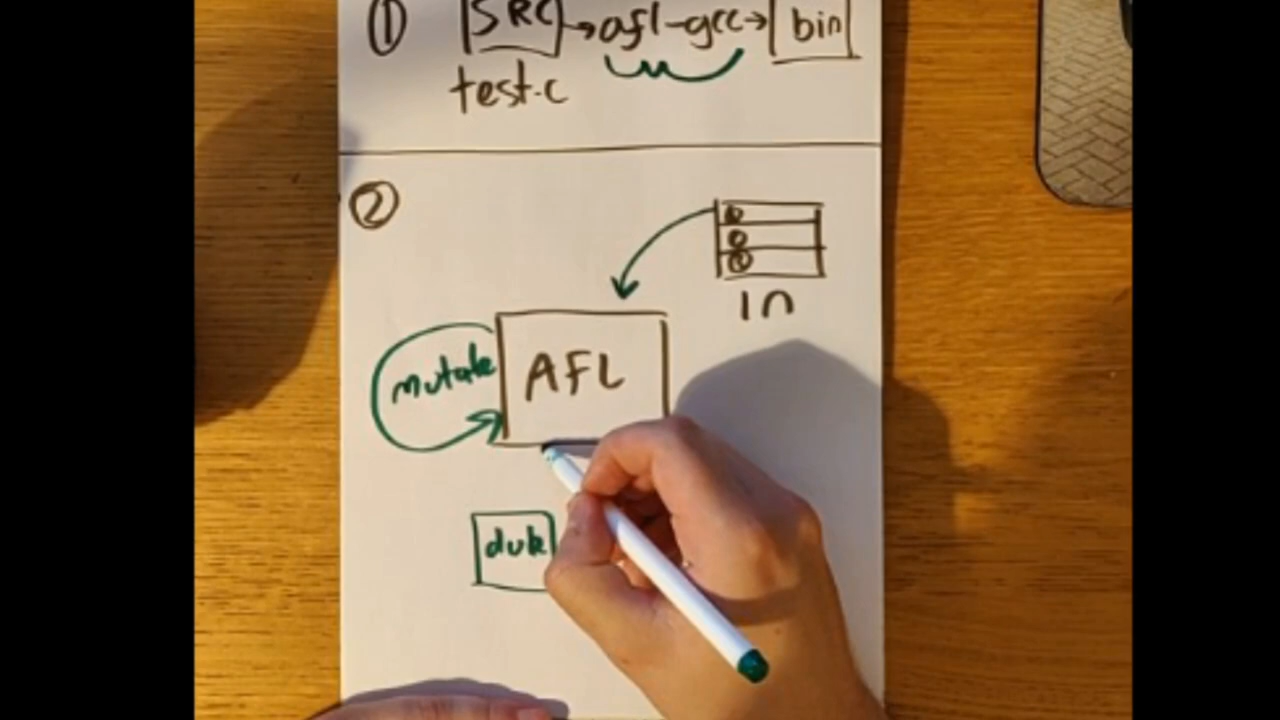 ① SRC → afl-gcc → bin
test.c
②
in
mutate AFL
duk